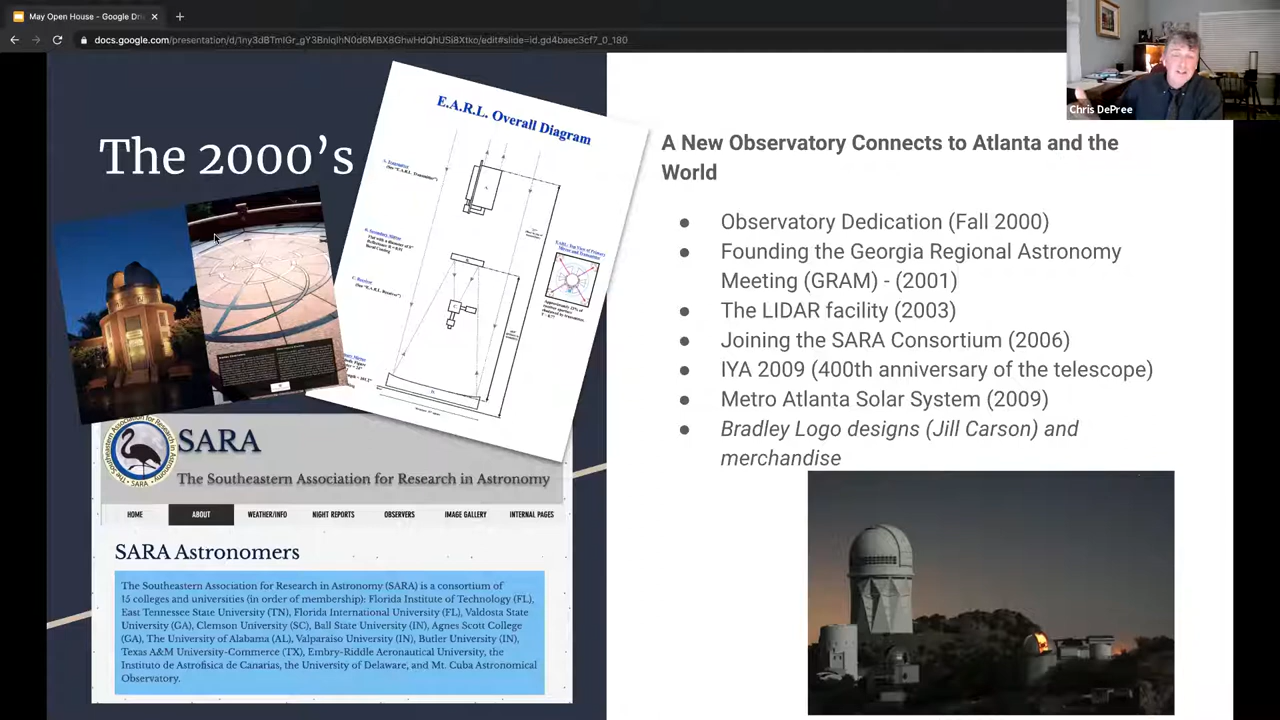 May Open House - Google Dri
docs.google.com/presentation/d/1ny3dBTmIGr_gY3BnIqIhN0d6MBX8GhwHdQhUSi8Xtko/edit#slide=id.gd4baec3cf7_0_180
Chris DePree
The 2000's
E.A.R.L. Overall Diagram
A New Observatory Connects to Atlanta and the
World
● Observatory Dedication (Fall 2000)
● Founding the Georgia Regional Astronomy
Meeting (GRAM) - (2001)
● The LIDAR facility (2003)
● Joining the SARA Consortium (2006)
● IYA 2009 (400th anniversary of the telescope)
● Metro Atlanta Solar System (2009)
● Bradley Logo designs (Jill Carson) and
merchandise
SARA
The Southeastern Association for Research in Astronomy
HOME ABOUT WEATHER/INFO NIGHT REPORTS OBSERVERS IMAGE GALLERY INTERNAL PAGES
SARA Astronomers
The Southeastern Association for Research in Astronomy (SARA) is a consortium of
15 colleges and universities (in order of membership): Florida Institute of Technology (FL),
East Tennessee State University (TN), Florida International University (FL), Valdosta State
University (GA), Clemson University (SC), Ball State University (IN), Agnes Scott College
(GA), The University of Alabama (AL), Valparaiso University (IN), Butler University (IN),
Texas A&M University-Commerce (TX), Embry-Riddle Aeronautical University, the
Instituto de Astrofisica de Canarias, the University of Delaware, and Mt. Cuba Astronomical
Observatory.